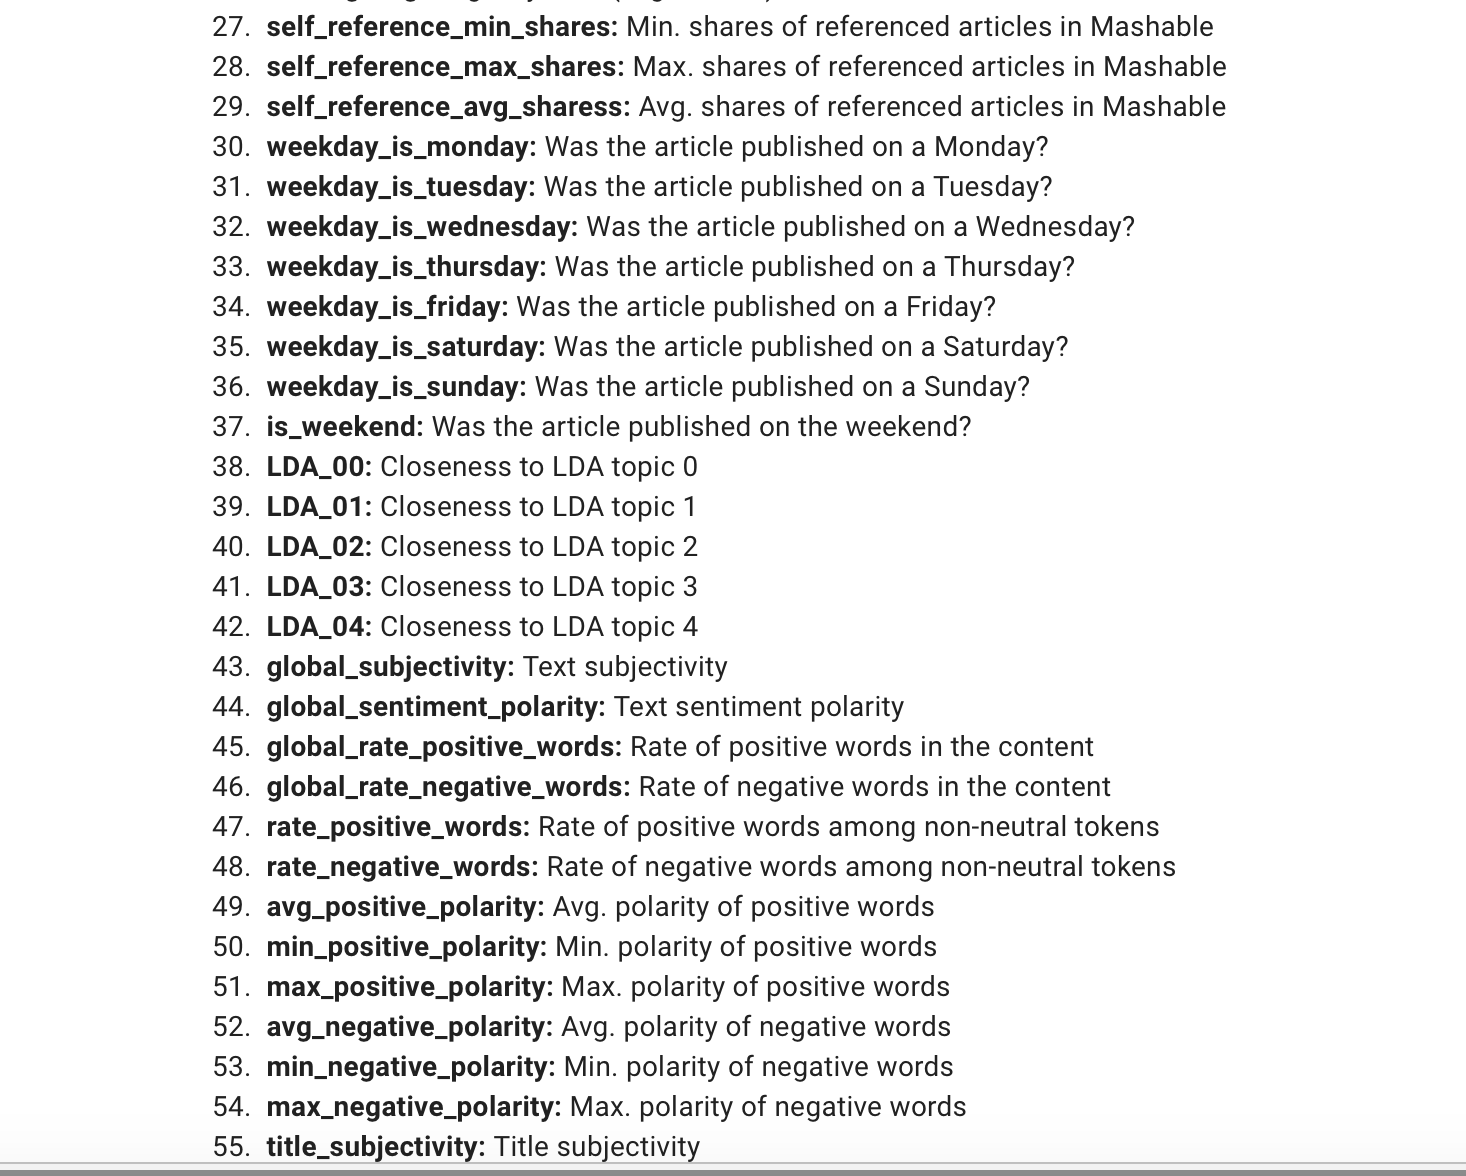 27. self_reference_min_shares: Min. shares of referenced articles in Mashable
28. self_reference_max_shares: Max. shares of referenced articles in Mashable
29. self_reference_avg_sharess: Avg. shares of referenced articles in Mashable
30. weekday_is_monday: Was the article published on a Monday?
31. weekday_is_tuesday: Was the article published on a Tuesday?
32. weekday_is_wednesday: Was the article published on a Wednesday?
33. weekday_is_thursday: Was the article published on a Thursday?
34. weekday_is_friday: Was the article published on a Friday?
35. weekday_is_saturday: Was the article published on a Saturday?
36. weekday_is_sunday: Was the article published on a Sunday?
37. is_weekend: Was the article published on the weekend?
38. LDA_00: Closeness to LDA topic 0
39. LDA_01: Closeness to LDA topic 1
40. LDA_02: Closeness to LDA topic 2
41. LDA_03: Closeness to LDA topic 3
42. LDA_04: Closeness to LDA topic 4
43. global_subjectivity: Text subjectivity
44. global_sentiment_polarity: Text sentiment polarity
45. global_rate_positive_words: Rate of positive words in the content
46. global_rate_negative_words: Rate of negative words in the content
47. rate_positive_words: Rate of positive words among non-neutral tokens
48. rate_negative_words: Rate of negative words among non-neutral tokens
49. avg_positive_polarity: Avg. polarity of positive words
50. min_positive_polarity: Min. polarity of positive words
51. max_positive_polarity: Max. polarity of positive words
52. avg_negative_polarity: Avg. polarity of negative words
53. min_negative_polarity: Min. polarity of negative words
54. max_negative_polarity: Max. polarity of negative words
55. title_subjectivity: Title subjectivity